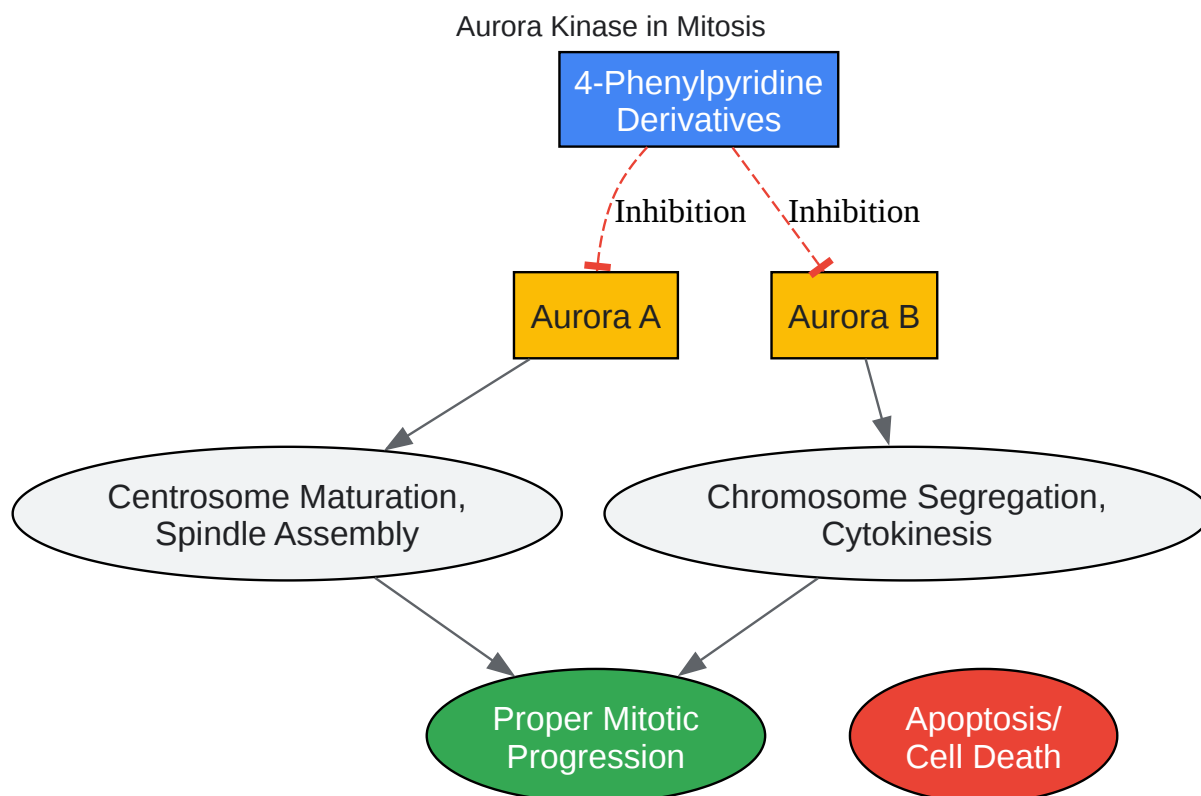 Aurora Kinase in Mitosis
4-Phenylpyridine
Derivatives
Inhibition
Inhibition
Aurora A
Aurora B
Centrosome Maturation,
Spindle Assembly
Chromosome Segregation,
Cytokinesis
Proper Mitotic
Progression
Apoptosis/
Cell Death